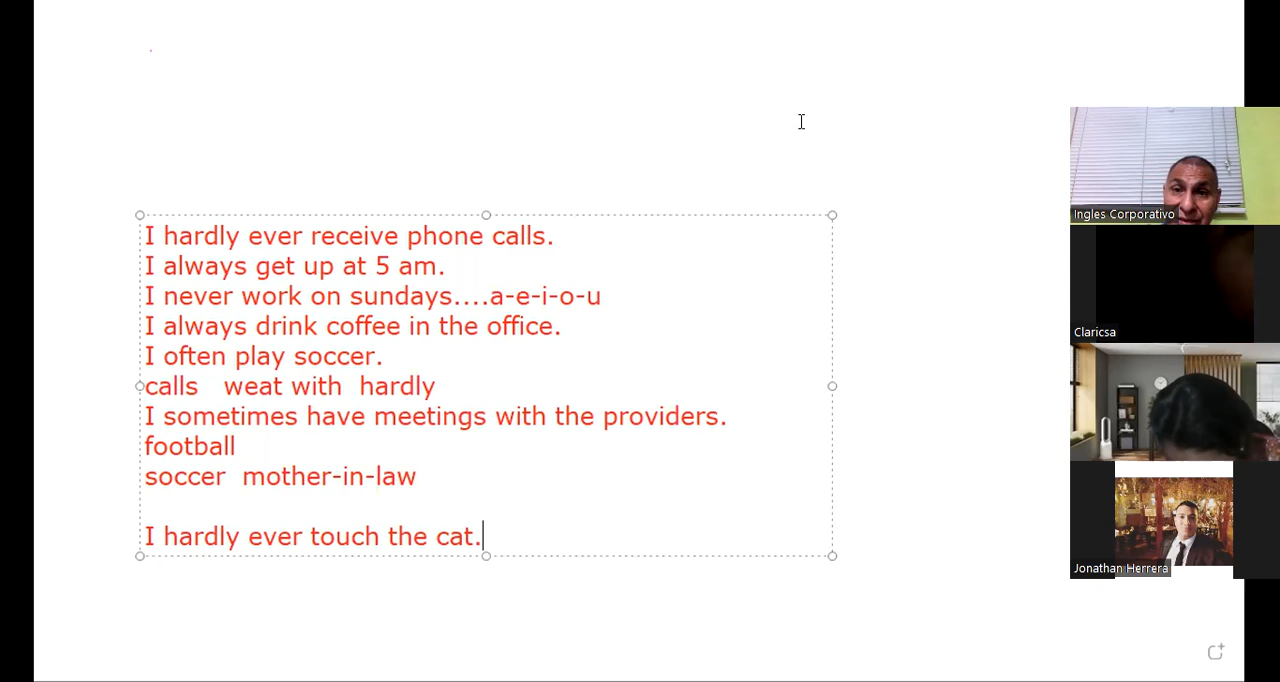 I hardly ever receive phone calls.
I always get up at 5 am.
I never work on sundays....a-e-i-o-u
I always drink coffee in the office.
I often play soccer.
calls weat with hardly
I sometimes have meetings with the providers.
football
soccer mother-in-law
I hardly ever touch the cat.
Ingles Corporativo
Claricsa
Jonathan Herrera